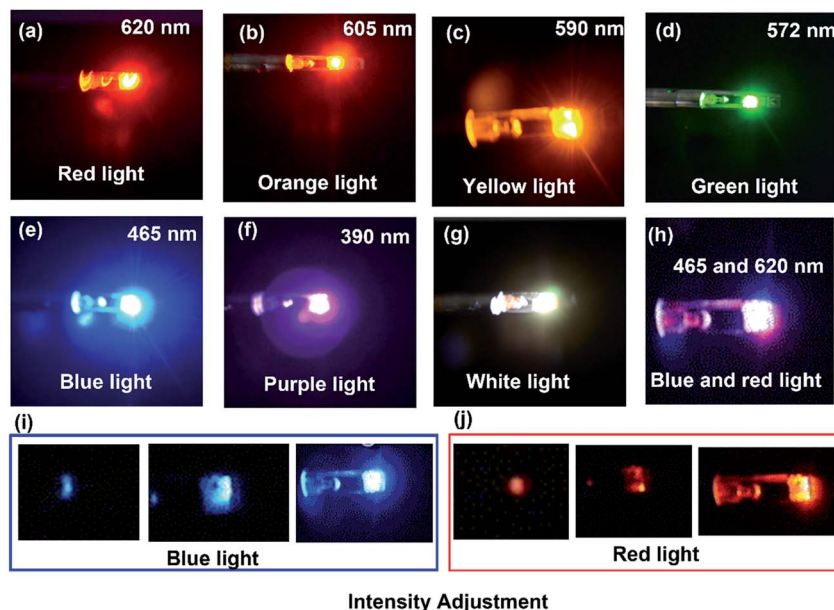 (a) 620 nm
Red light
(b) 605 nm
Orange light
(c) 590 nm
Yellow light
(d) 572 nm
Green light
(e) 465 nm
Blue light
(f) 390 nm
Purple light
(g)
White light
(h)
465 and 620 nm
Blue and red light
(i)
Blue light
(j)
Red light
Intensity Adjustment